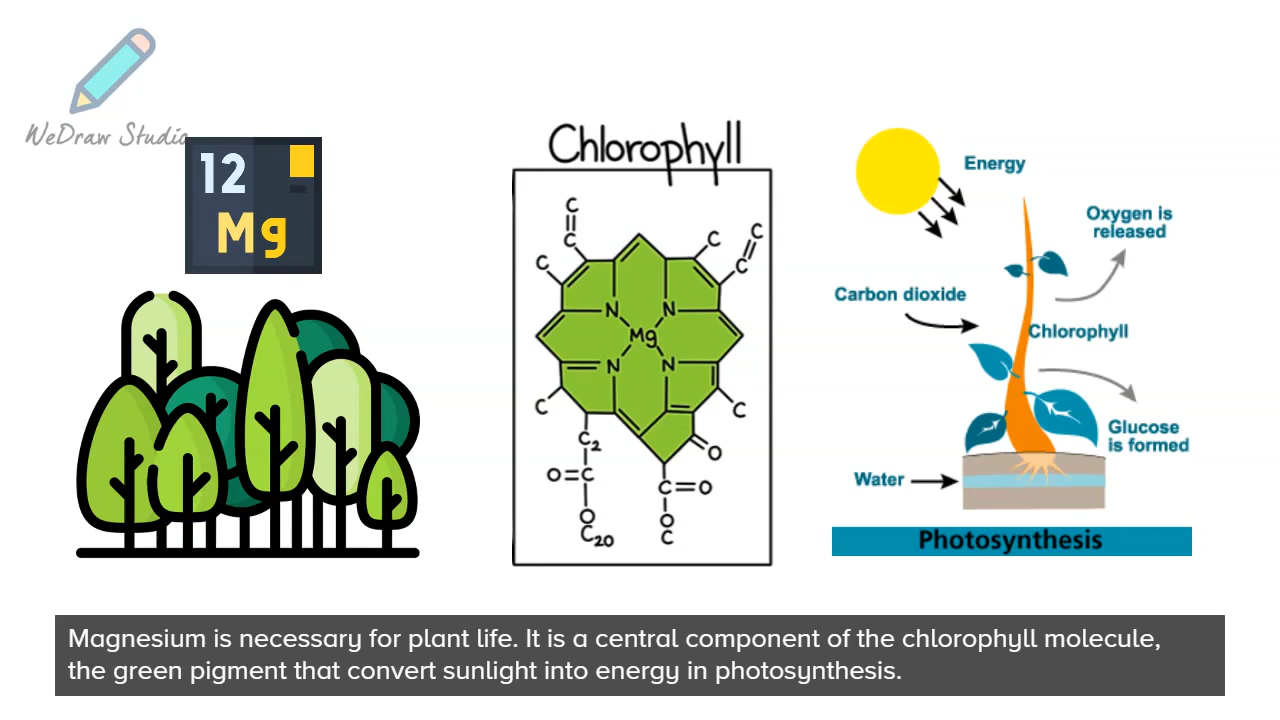 WeDraw Studio
12
Mg
Chlorophyll
C
C
C
C
C
C
N
N
Mg
N
N
C
C
C2
O
O=C
C=O
O
O
C20
C
Energy
Oxygen is
released
Carbon dioxide
Chlorophyll
Glucose
is formed
Water
Photosynthesis
Magnesium is necessary for plant life. It is a central component of the chlorophyll molecule,
the green pigment that convert sunlight into energy in photosynthesis.